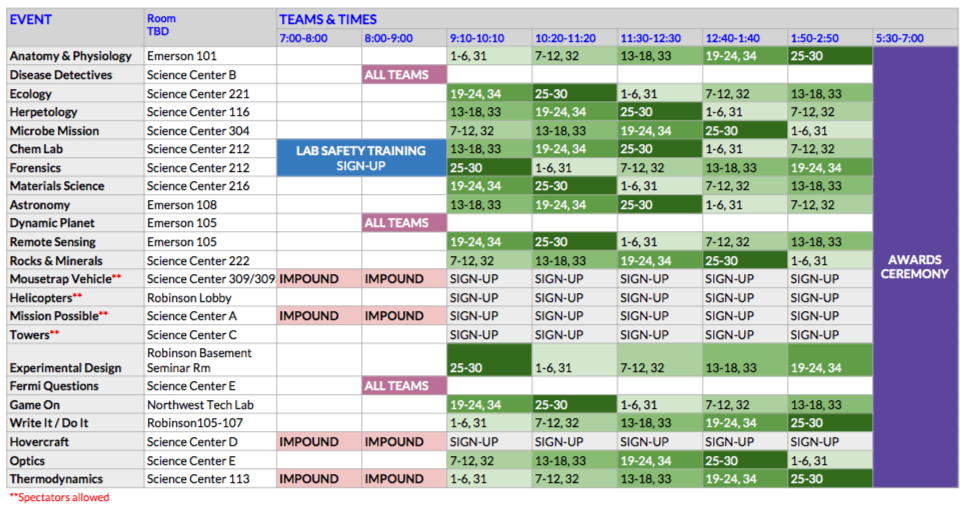 EVENT Room TBD TEAMS & TIMES
7:00-8:00 8:00-9:00 9:10-10:10 10:20-11:20 11:30-12:30 12:40-1:40 1:50-2:50 5:30-7:00
Anatomy & Physiology Emerson 101 1-6, 31 7-12, 32 13-18, 33 19-24, 34 25-30
Disease Detectives Science Center B ALL TEAMS
Ecology Science Center 221 19-24, 34 25-30 1-6, 31 7-12, 32 13-18, 33
Herpetology Science Center 116 13-18, 33 19-24, 34 25-30 1-6, 31 7-12, 32
Microbe Mission Science Center 304 7-12, 32 13-18, 33 19-24, 34 25-30 1-6, 31
Chem Lab Science Center 212 LAB SAFETY TRAINING 13-18, 33 19-24, 34 25-30 1-6, 31 7-12, 32
Forensics Science Center 212 SIGN-UP 25-30 1-6, 31 7-12, 32 13-18, 33 19-24, 34
Materials Science Science Center 216 19-24, 34 25-30 1-6, 31 7-12, 32 13-18, 33
Astronomy Emerson 108 13-18, 33 19-24, 34 25-30 1-6, 31 7-12, 32
Dynamic Planet Emerson 105 ALL TEAMS
Remote Sensing Emerson 105 19-24, 34 25-30 1-6, 31 7-12, 32 13-18, 33
Rocks & Minerals Science Center 222 7-12, 32 13-18, 33 19-24, 34 25-30 1-6, 31 AWARDS
Mousetrap Vehicle** Science Center 309/309 IMPOUND IMPOUND SIGN-UP SIGN-UP SIGN-UP SIGN-UP SIGN-UP CEREMONY
Helicopters** Robinson Lobby SIGN-UP SIGN-UP SIGN-UP SIGN-UP SIGN-UP
Mission Possible** Science Center A IMPOUND IMPOUND SIGN-UP SIGN-UP SIGN-UP SIGN-UP SIGN-UP
Towers** Science Center C SIGN-UP SIGN-UP SIGN-UP SIGN-UP SIGN-UP
Robinson Basement
Experimental Design Seminar Rm 25-30 1-6, 31 7-12, 32 13-18, 33 19-24, 34
Fermi Questions Science Center E ALL TEAMS
Game On Northwest Tech Lab 19-24, 34 25-30 1-6, 31 7-12, 32 13-18, 33
Write It / Do It Robinson105-107 1-6, 31 7-12, 32 13-18, 33 19-24, 34 25-30
Hovercraft Science Center D IMPOUND IMPOUND SIGN-UP SIGN-UP SIGN-UP SIGN-UP SIGN-UP
Optics Science Center E 7-12, 32 13-18, 33 19-24, 34 25-30 1-6, 31
Thermodynamics Science Center 113 IMPOUND IMPOUND 1-6, 31 7-12, 32 13-18, 33 19-24, 34 25-30
**Spectators allowed